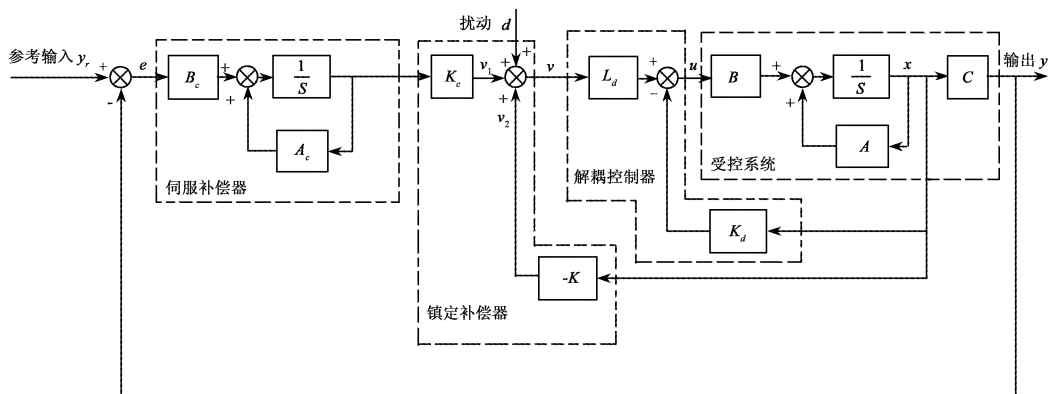 参考输入 y_r
+
-
e
B_c
+
+
1/S
A_c
伺服补偿器
K_c
v_1
扰动 d
+
+
+
v_2
v
-K
镇定补偿器
L_d
+
−
u
K_d
解耦控制器
B
+
+
1/S
A
x
C
受控系统
输出 y